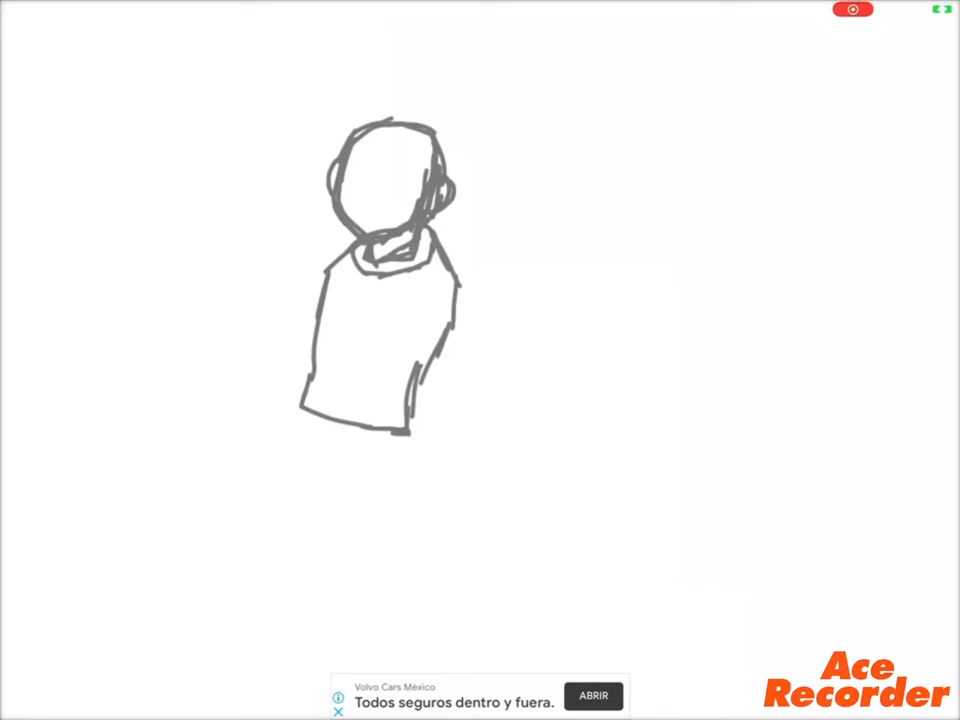 Volvo Cars México
Todos seguros dentro y fuera.
ABRIR
Ace
Recorder